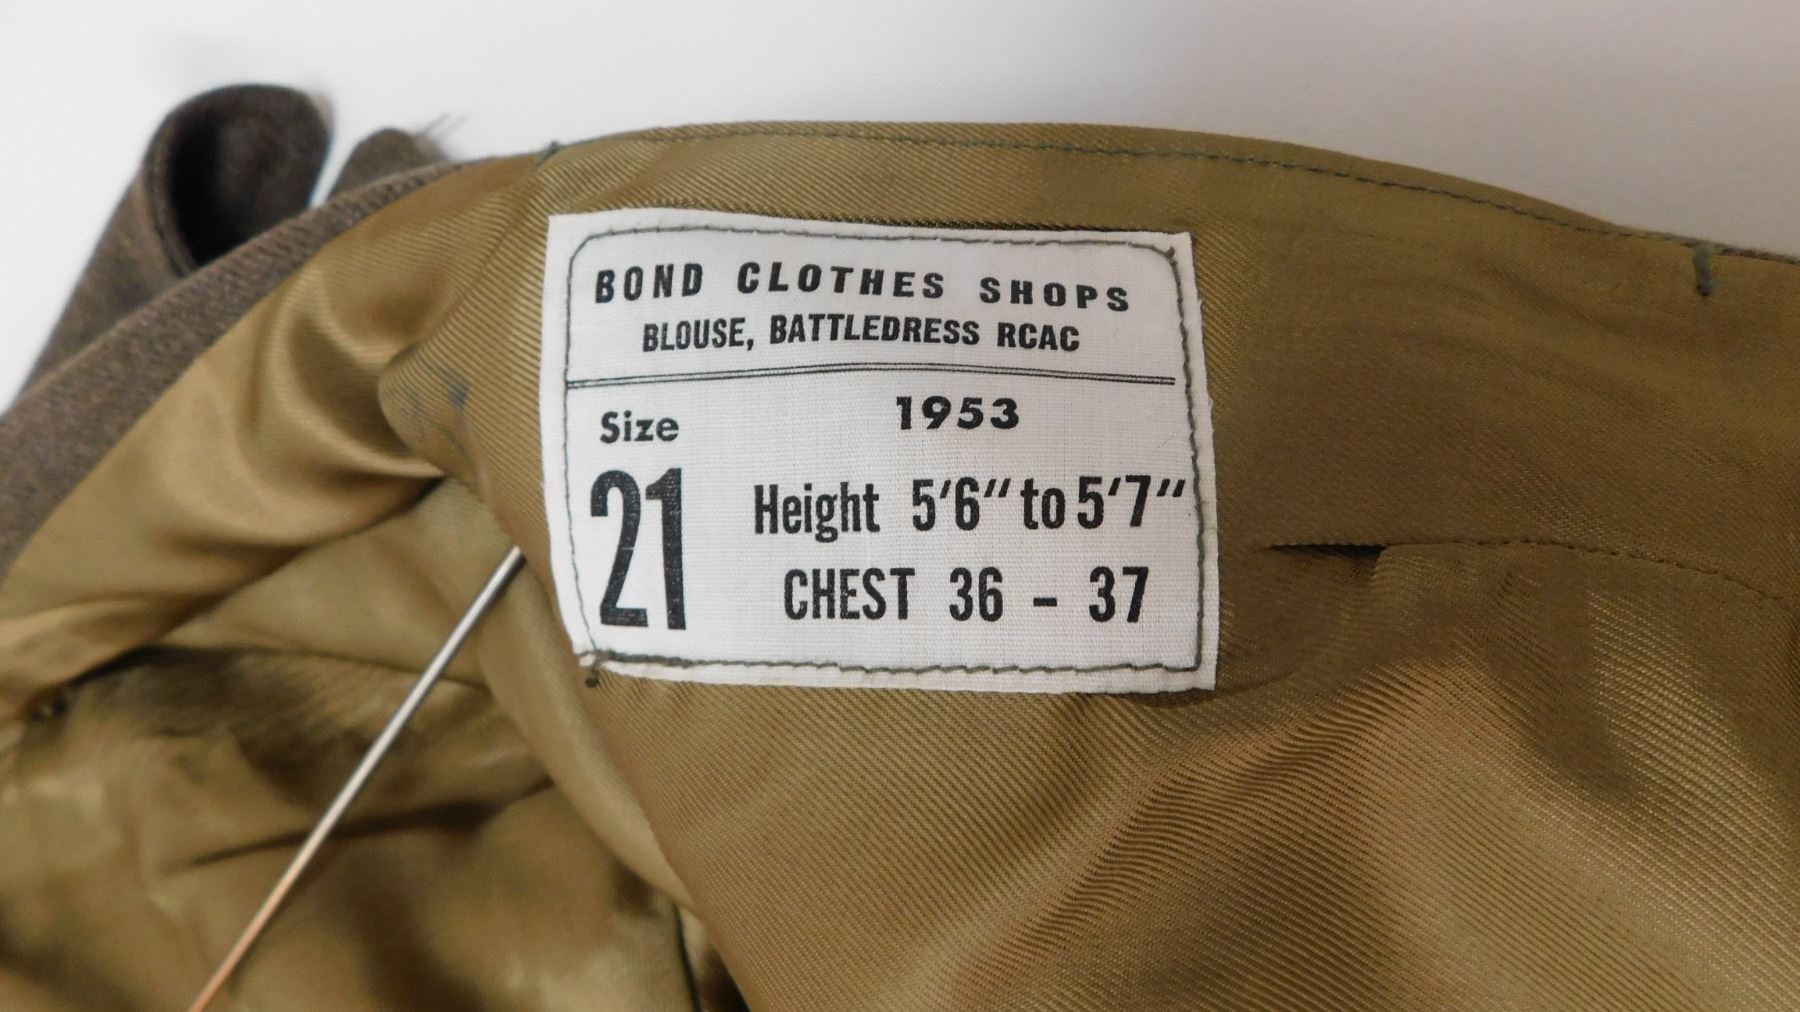 BOND CLOTHES SHOPS
BLOUSE, BATTLEDRESS RCAC
1953
Size
21
Height 5'6" to 5'7"
CHEST 36 - 37